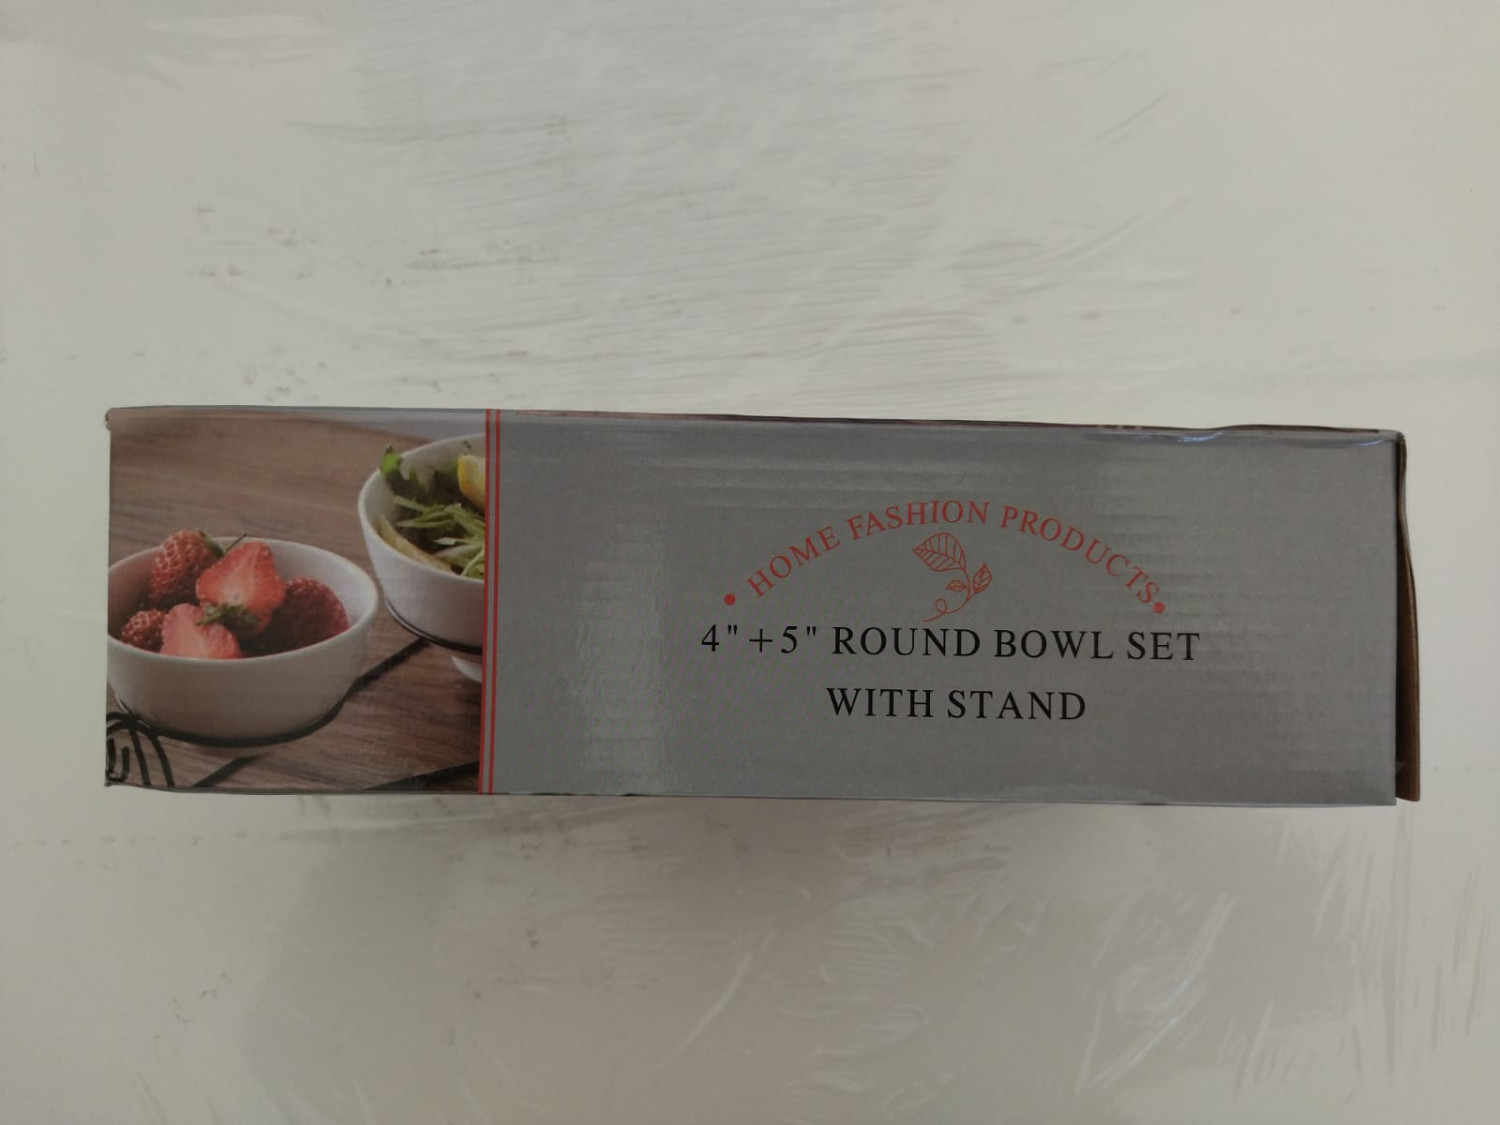 • HOME FASHION PRODUCTS •
4"+5" ROUND BOWL SET
WITH STAND